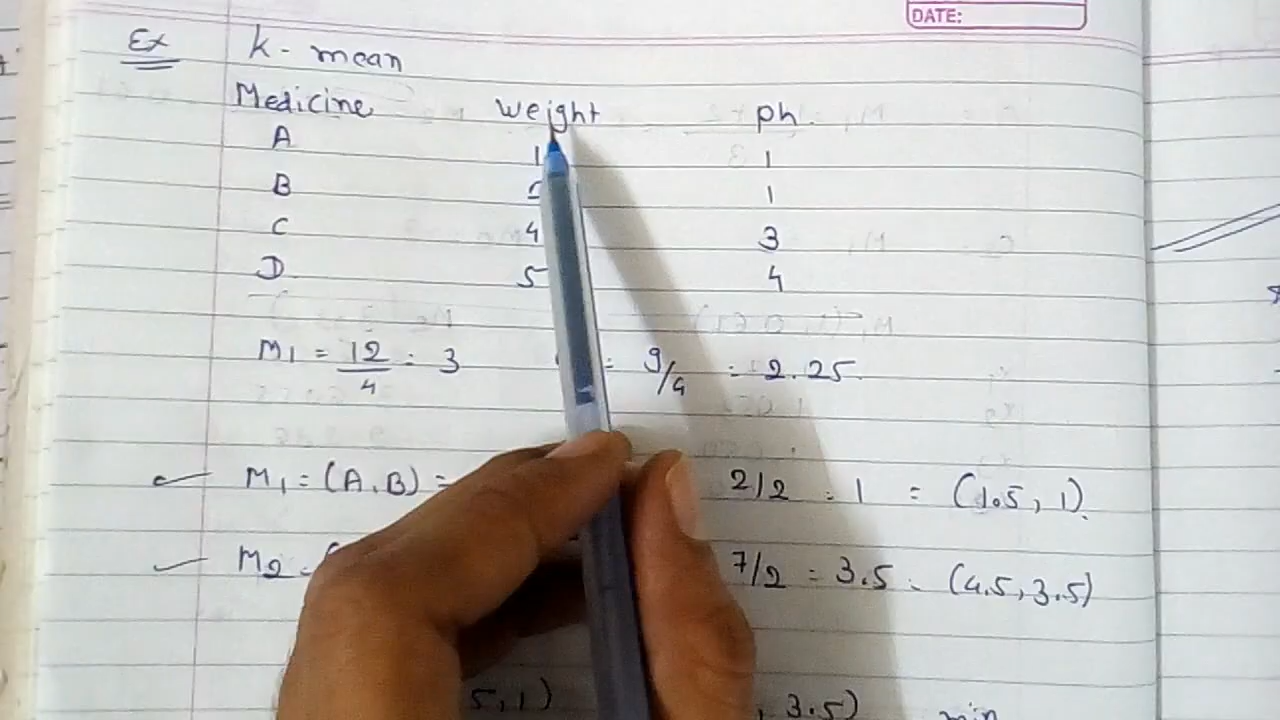 DATE:
Ex k - mean
Medicine weight ph.
A 1 1
B 1
C 4 3
D 5 4
M1 = 12/4 = 3 = 9/4 = 2.25
M1 = (A,B) = 2/2 = 1 = (1.5, 1).
M2 = 7/2 = 3.5 = (4.5, 3.5)
5, 1) , 3.5) min